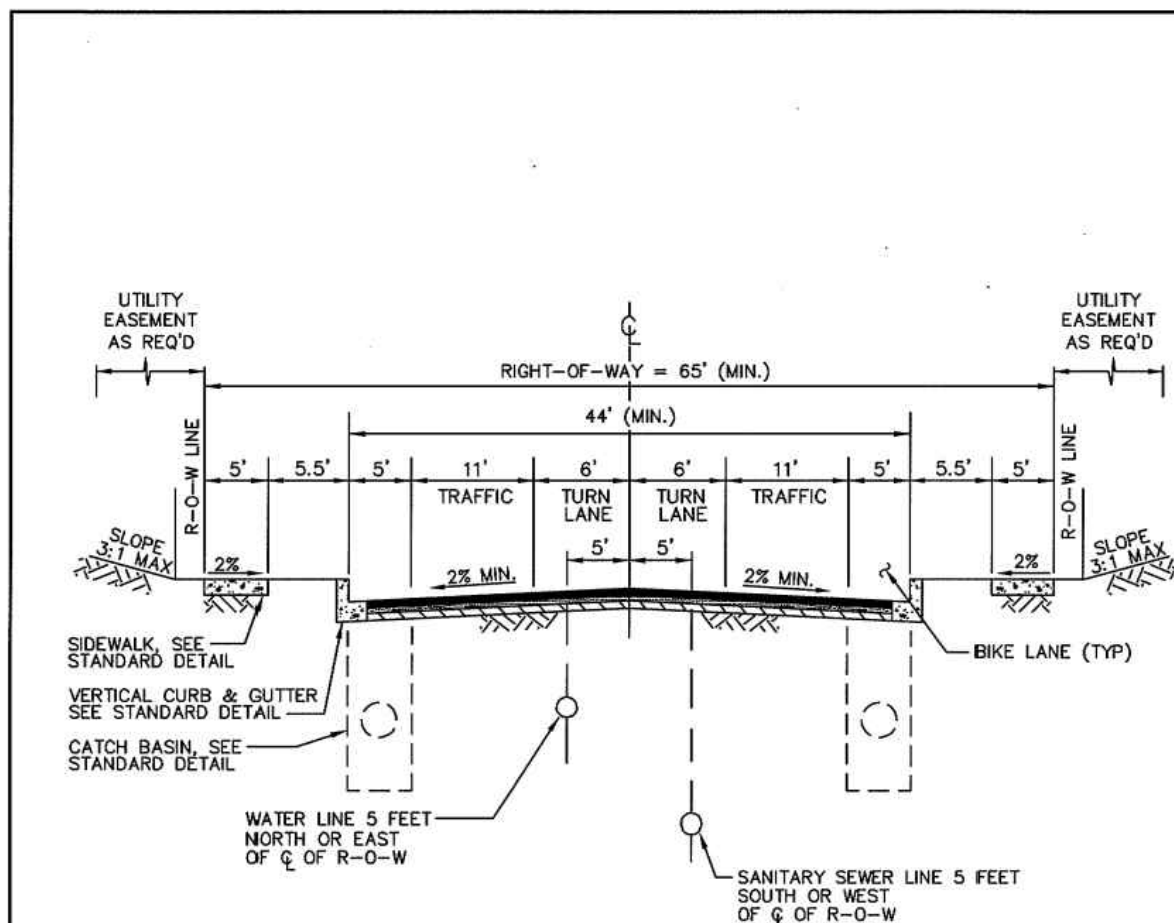 UTILITY
EASEMENT
AS REQ'D
UTILITY
EASEMENT
AS REQ'D
℄
RIGHT-OF-WAY = 65' (MIN.)
44' (MIN.)
R-O-W LINE
5' 5.5' 5' 11' 6' 6' 11' 5' 5.5' 5'
TRAFFIC TURN TURN TRAFFIC
LANE LANE
R-O-W LINE
5' 5'
SLOPE
3:1 MAX
2% 2% MIN. 2% MIN. 2%
SLOPE
3:1 MAX
SIDEWALK, SEE
STANDARD DETAIL
BIKE LANE (TYP)
VERTICAL CURB & GUTTER
SEE STANDARD DETAIL
CATCH BASIN, SEE
STANDARD DETAIL
WATER LINE 5 FEET
NORTH OR EAST
OF ℄ OF R-O-W
SANITARY SEWER LINE 5 FEET
SOUTH OR WEST
OF ℄ OF R-O-W